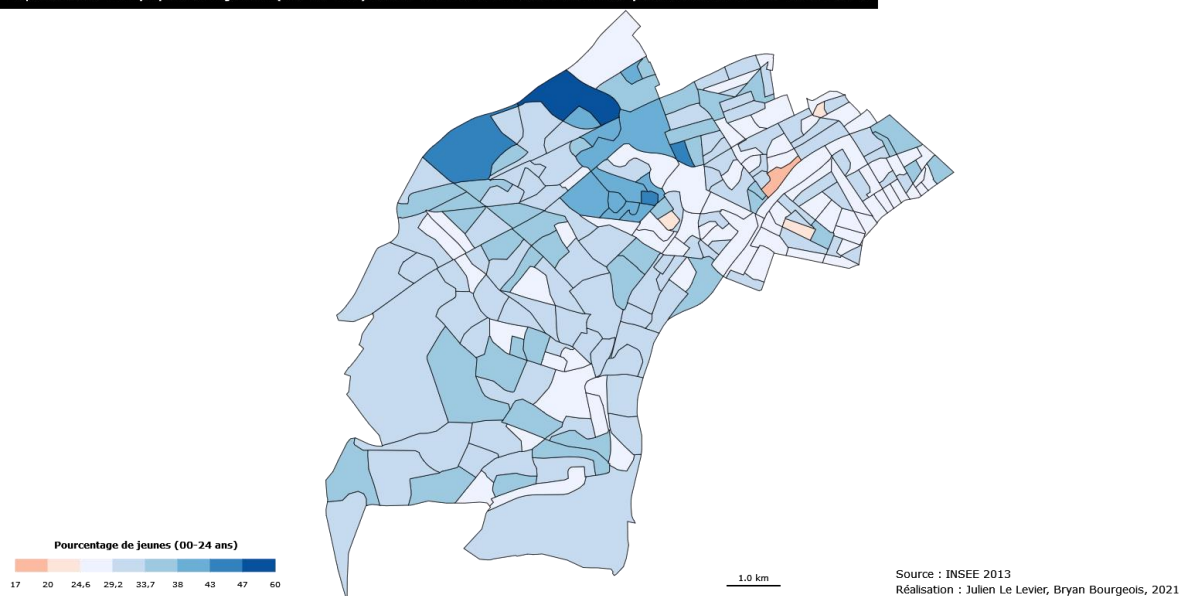 Pourcentage de jeunes (00-24 ans)
17 20 24,6 29,2 33,7 38 43 47 60
1.0 km
Source : INSEE 2013
Réalisation : Julien Le Levier, Bryan Bourgeois, 2021